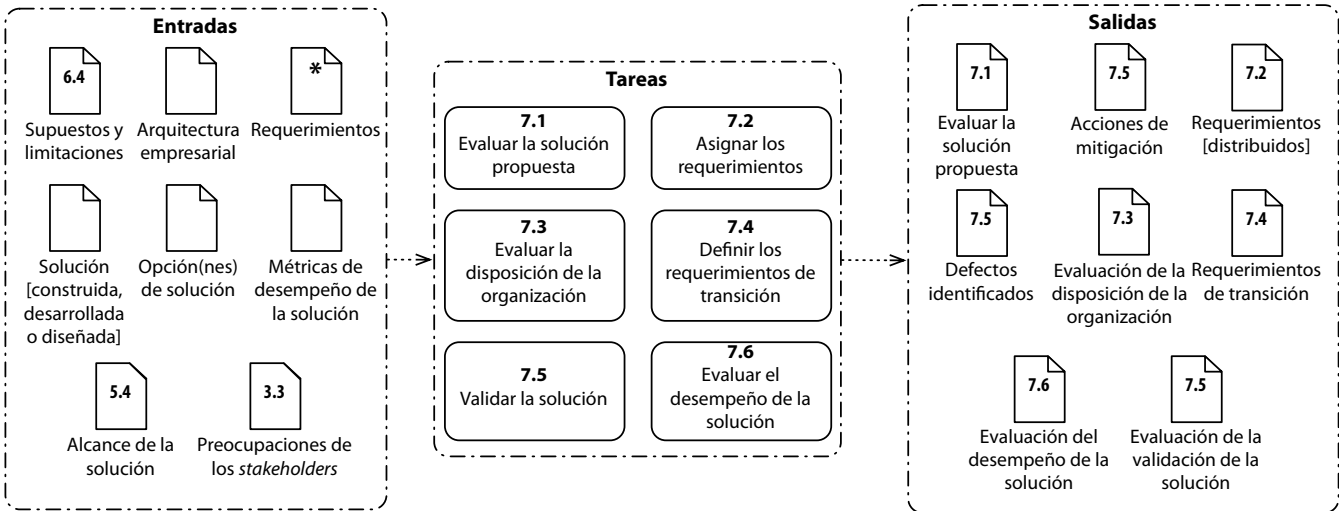 Entradas
6.4
Supuestos y
limitaciones
Arquitectura
empresarial
*
Requerimientos
Solución
[construida,
desarrollada
o diseñada]
Opción(nes)
de solución
Métricas de
desempeño de
la solución
5.4
Alcance de la
solución
3.3
Preocupaciones de
los stakeholders
Tareas
7.1
Evaluar la solución
propuesta
7.2
Asignar los
requerimientos
7.3
Evaluar la
disposición de la
organización
7.4
Definir los
requerimientos de
transición
7.5
Validar la solución
7.6
Evaluar el
desempeño de la
solución
Salidas
7.1
Evaluar la
solución
propuesta
7.5
Acciones de
mitigación
7.2
Requerimientos
[distribuidos]
7.5
Defectos
identificados
7.3
Evaluación de la
disposición de la
organización
7.4
Requerimientos
de transición
7.6
Evaluación del
desempeño de la
solución
7.5
Evaluación de la
validación de la
solución